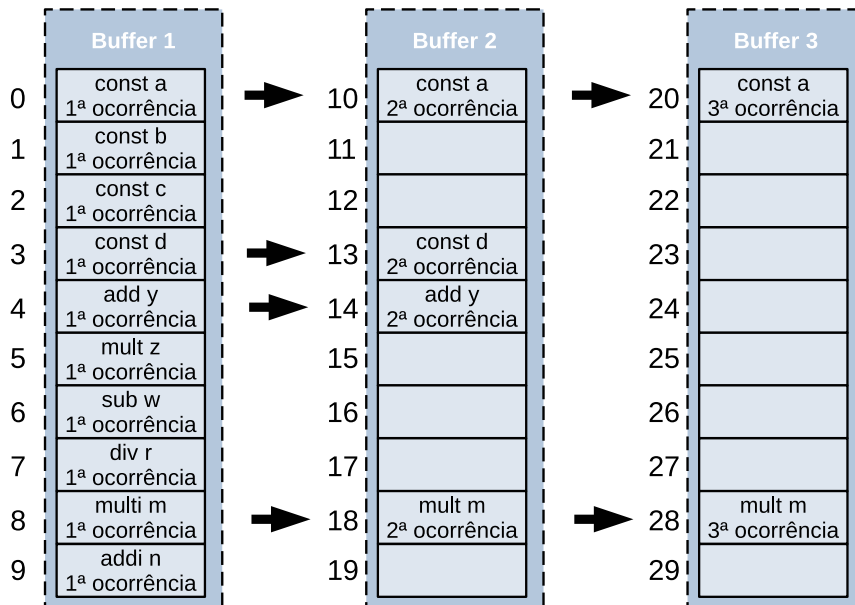 Buffer 1
Buffer 2
Buffer 3
0
const a
1ª ocorrência
10
const a
2ª ocorrência
20
const a
3ª ocorrência
1
const b
1ª ocorrência
11
21
2
const c
1ª ocorrência
12
22
3
const d
1ª ocorrência
13
const d
2ª ocorrência
23
4
add y
1ª ocorrência
14
add y
2ª ocorrência
24
5
mult z
1ª ocorrência
15
25
6
sub w
1ª ocorrência
16
26
7
div r
1ª ocorrência
17
27
8
multi m
1ª ocorrência
18
mult m
2ª ocorrência
28
mult m
3ª ocorrência
9
addi n
1ª ocorrência
19
29